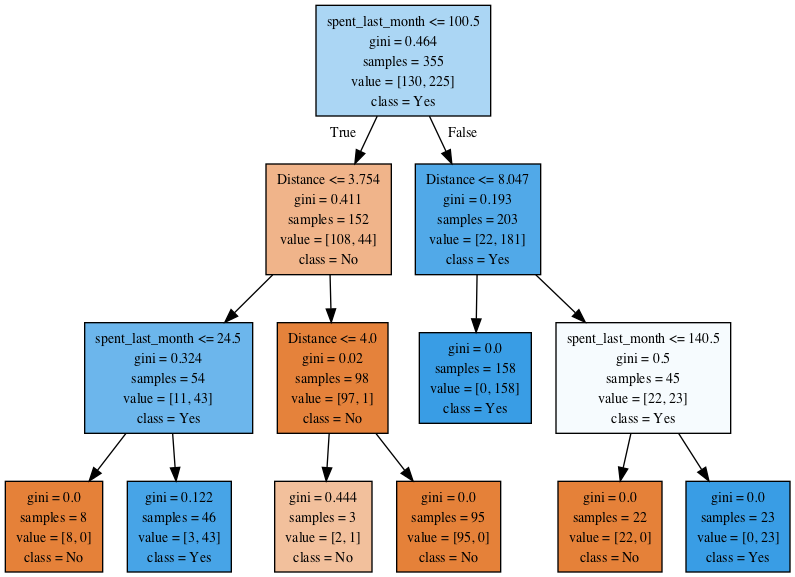 spent_last_month <= 100.5
gini = 0.464
samples = 355
value = [130, 225]
class = Yes
True
False
Distance <= 3.754
gini = 0.411
samples = 152
value = [108, 44]
class = No
Distance <= 8.047
gini = 0.193
samples = 203
value = [22, 181]
class = Yes
spent_last_month <= 24.5
gini = 0.324
samples = 54
value = [11, 43]
class = Yes
Distance <= 4.0
gini = 0.02
samples = 98
value = [97, 1]
class = No
gini = 0.0
samples = 158
value = [0, 158]
class = Yes
spent_last_month <= 140.5
gini = 0.5
samples = 45
value = [22, 23]
class = Yes
gini = 0.0
samples = 8
value = [8, 0]
class = No
gini = 0.122
samples = 46
value = [3, 43]
class = Yes
gini = 0.444
samples = 3
value = [2, 1]
class = No
gini = 0.0
samples = 95
value = [95, 0]
class = No
gini = 0.0
samples = 22
value = [22, 0]
class = No
gini = 0.0
samples = 23
value = [0, 23]
class = Yes